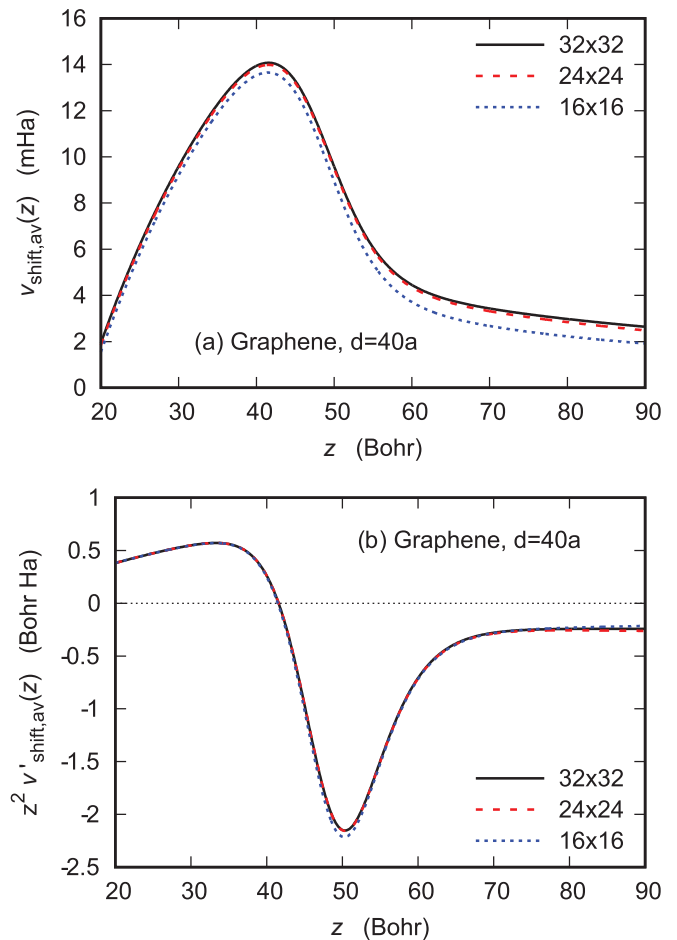 16
14
12
10
8
6
4
2
0
v_shift,av(z) (mHa)
32x32
24x24
16x16
(a) Graphene, d=40a
20 30 40 50 60 70 80 90
z (Bohr)
1
0.5
0
-0.5
-1
-1.5
-2
-2.5
z² v'_shift,av(z) (Bohr Ha)
(b) Graphene, d=40a
32x32
24x24
16x16
20 30 40 50 60 70 80 90
z (Bohr)